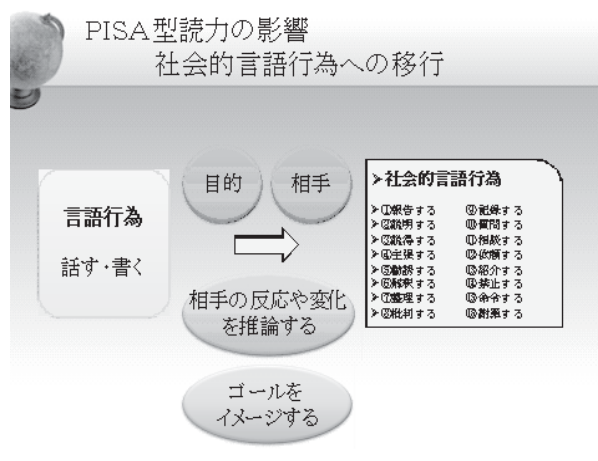 PISA型読力の影響
社会的言語行為への移行
言語行為
話す・書く
目的
相手
相手の反応や変化
を推論する
ゴールを
イメージする
➢社会的言語行為
➢①報告する
➢②説明する
➢③説得する
➢④主張する
➢⑤勧誘する
➢⑥解釈する
➢⑦整理する
➢⑧批判する
⑨記録する
⑩質問する
⑪相談する
⑫依頼する
⑬紹介する
⑭禁止する
⑮命令する
⑯謝罪する